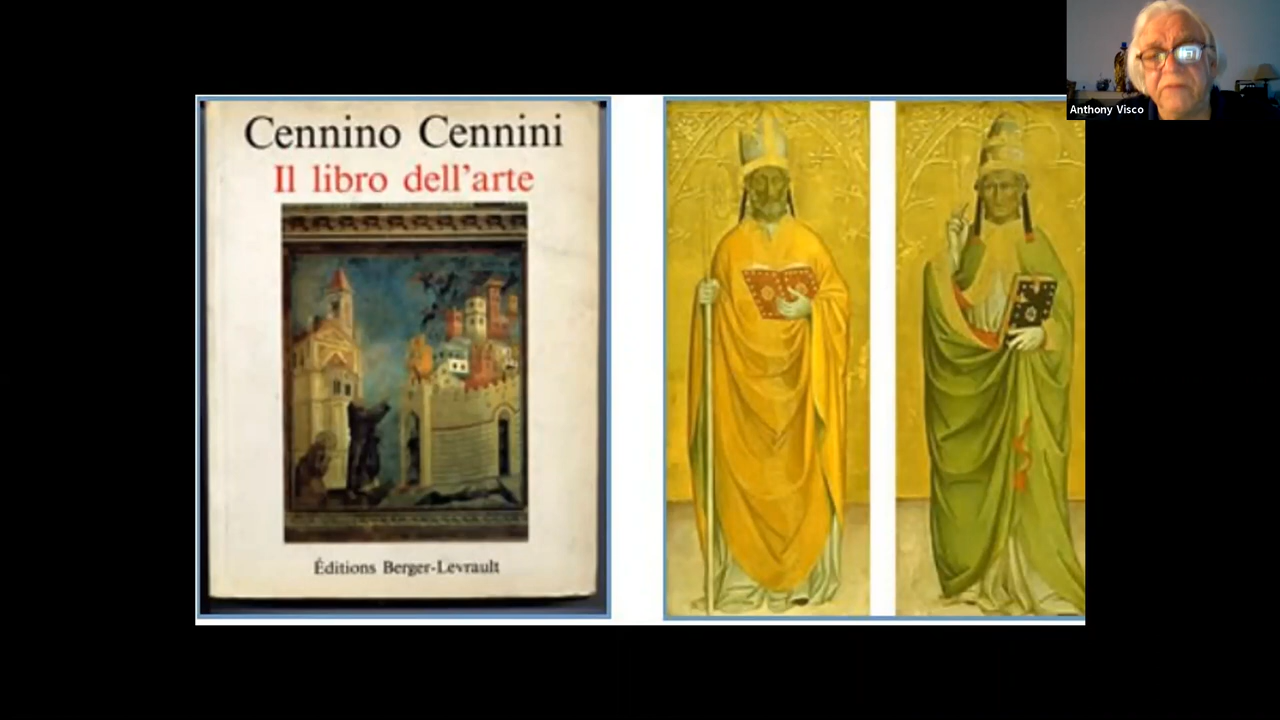 Cennino Cennini
Il libro dell'arte
Éditions Berger-Levrault
Anthony Visco